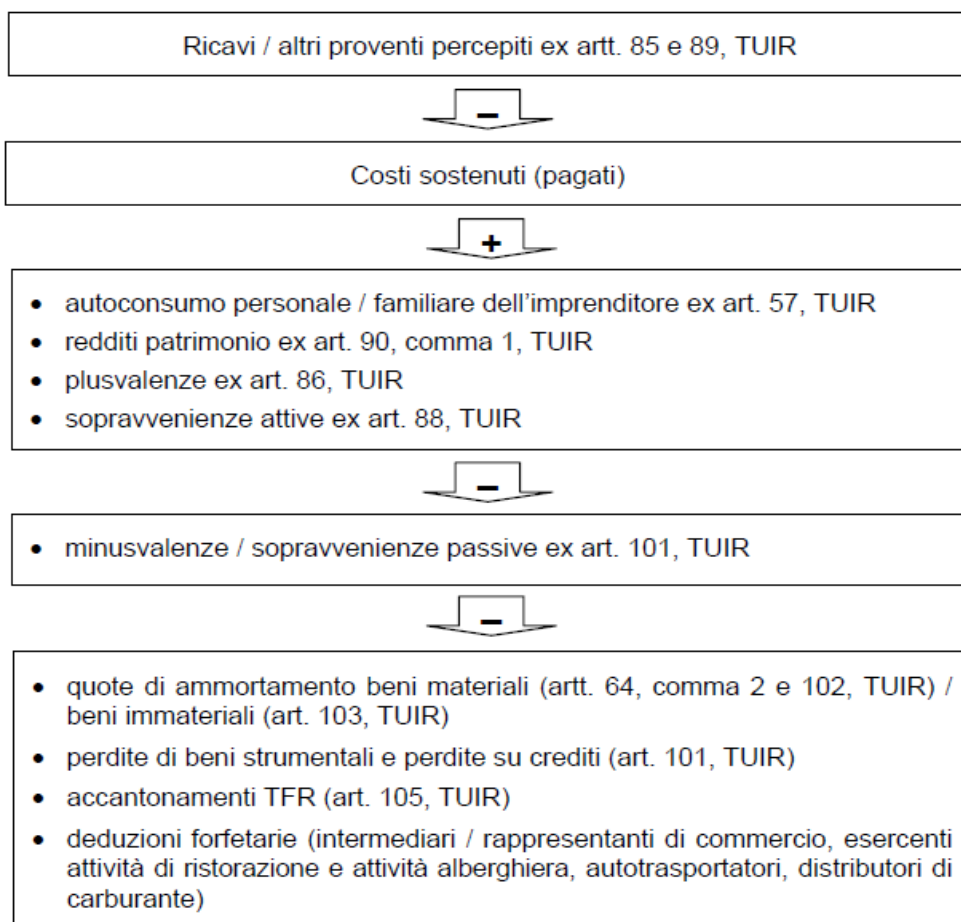 Ricavi / altri proventi percepiti ex artt. 85 e 89, TUIR
–
Costi sostenuti (pagati)
+
• autoconsumo personale / familiare dell'imprenditore ex art. 57, TUIR
• redditi patrimonio ex art. 90, comma 1, TUIR
• plusvalenze ex art. 86, TUIR
• sopravvenienze attive ex art. 88, TUIR
–
• minusvalenze / sopravvenienze passive ex art. 101, TUIR
–
• quote di ammortamento beni materiali (artt. 64, comma 2 e 102, TUIR) /
beni immateriali (art. 103, TUIR)
• perdite di beni strumentali e perdite su crediti (art. 101, TUIR)
• accantonamenti TFR (art. 105, TUIR)
• deduzioni forfetarie (intermediari / rappresentanti di commercio, esercenti
attività di ristorazione e attività alberghiera, autotrasportatori, distributori di
carburante)